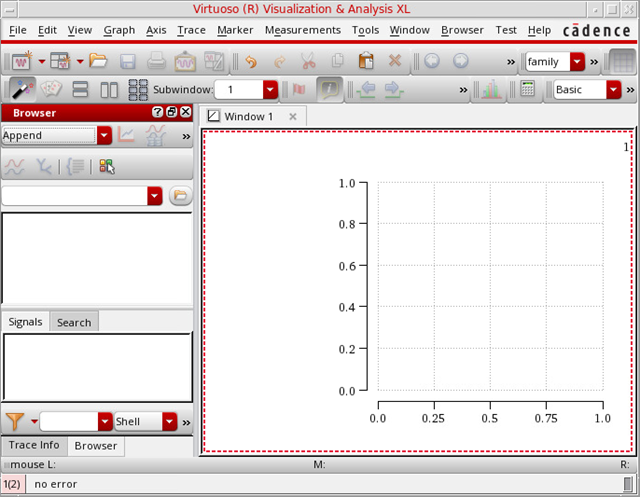 Virtuoso (R) Visualization & Analysis XL
File Edit View Graph Axis Trace Marker Measurements Tools Window Browser Test Help cādence
» family »
Subwindow: 1 » Basic »
Browser
Window 1
Append »
1
1.0
0.8
0.6
0.4
0.2
0.0
0.0 0.25 0.5 0.75 1.0
Signals Search
Shell »
Trace Info Browser
mouse L: M: R:
1(2) no error